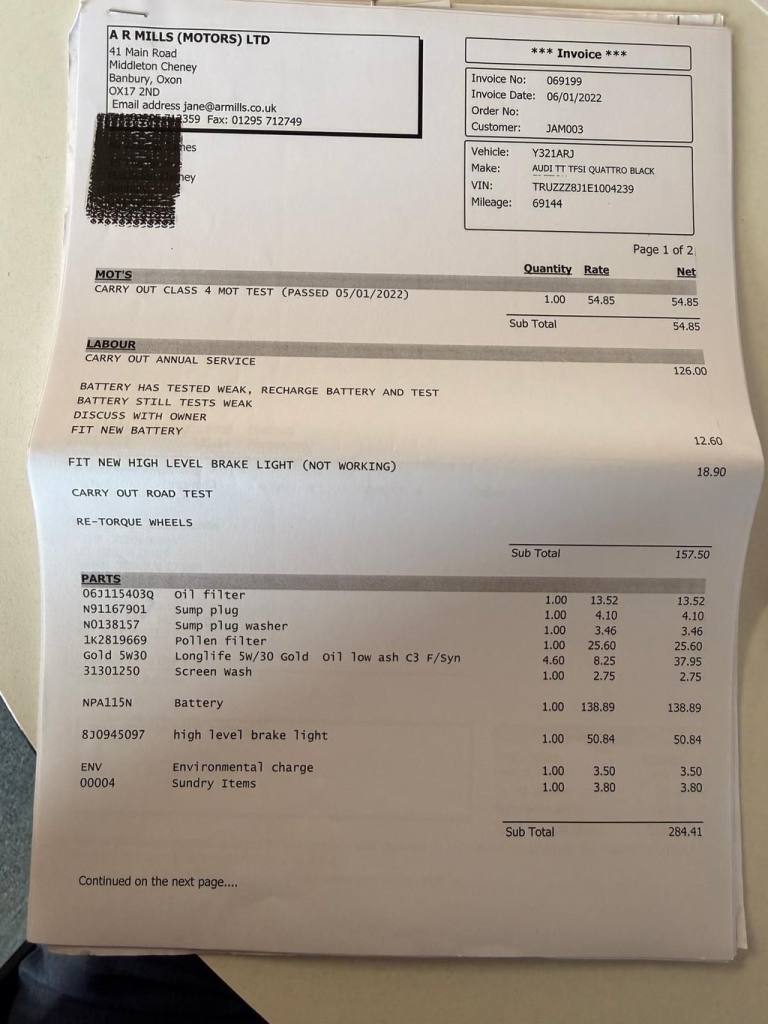 A R MILLS (MOTORS) LTD
41 Main Road
Middleton Cheney
Banbury, Oxon
OX17 2ND
Email address jane@armills.co.uk
359 Fax: 01295 712749
nes
ney
*** Invoice ***
Invoice No: 069199
Invoice Date: 06/01/2022
Order No:
Customer: JAM003
Vehicle: Y321ARJ
Make: AUDI TT TFSI QUATTRO BLACK
VIN: TRUZZZ8J1E1004239
Mileage: 69144
Page 1 of 2
Quantity Rate Net
MOT'S
CARRY OUT CLASS 4 MOT TEST (PASSED 05/01/2022) 1.00 54.85 54.85
Sub Total 54.85
LABOUR
CARRY OUT ANNUAL SERVICE 126.00
BATTERY HAS TESTED WEAK, RECHARGE BATTERY AND TEST
BATTERY STILL TESTS WEAK
DISCUSS WITH OWNER
FIT NEW BATTERY 12.60
FIT NEW HIGH LEVEL BRAKE LIGHT (NOT WORKING) 18.90
CARRY OUT ROAD TEST
RE-TORQUE WHEELS
Sub Total 157.50
PARTS
06J115403Q Oil filter 1.00 13.52 13.52
N91167901 Sump plug 1.00 4.10 4.10
N0138157 Sump plug washer 1.00 3.46 3.46
1K2819669 Pollen filter 1.00 25.60 25.60
Gold 5W30 Longlife 5W/30 Gold Oil low ash C3 F/Syn 4.60 8.25 37.95
31301250 Screen Wash 1.00 2.75 2.75
NPA115N Battery 1.00 138.89 138.89
8J0945097 high level brake light 1.00 50.84 50.84
ENV Environmental charge 1.00 3.50 3.50
00004 Sundry Items 1.00 3.80 3.80
Sub Total 284.41
Continued on the next page....